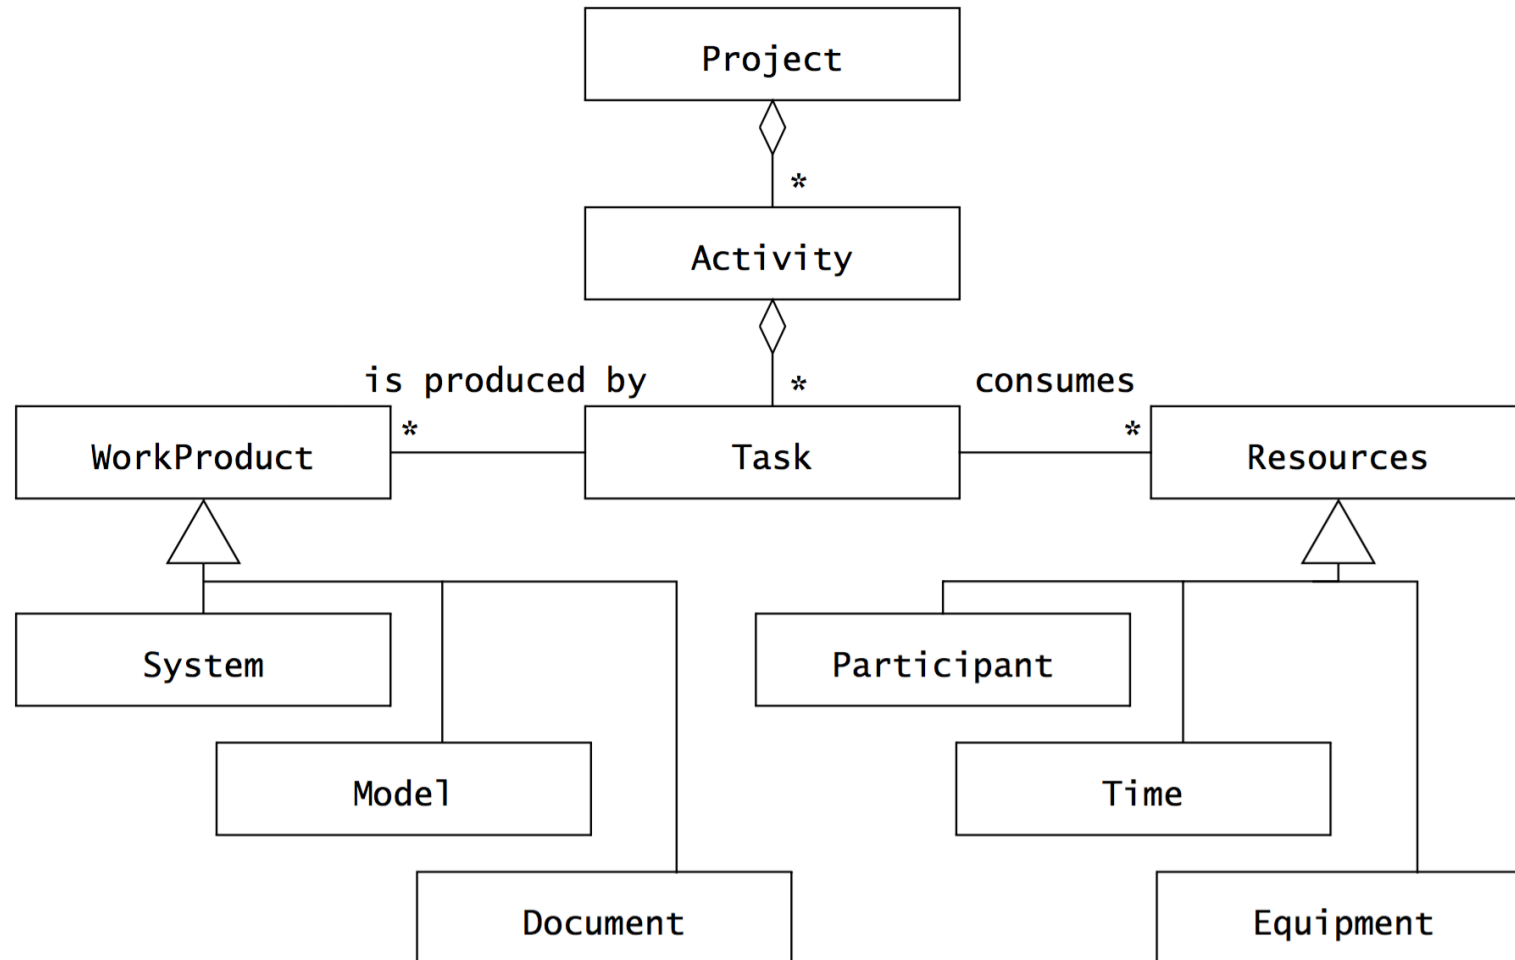 Project
*
Activity
is produced by
*
consumes
*
*
WorkProduct
Task
Resources
System
Participant
Model
Time
Document
Equipment